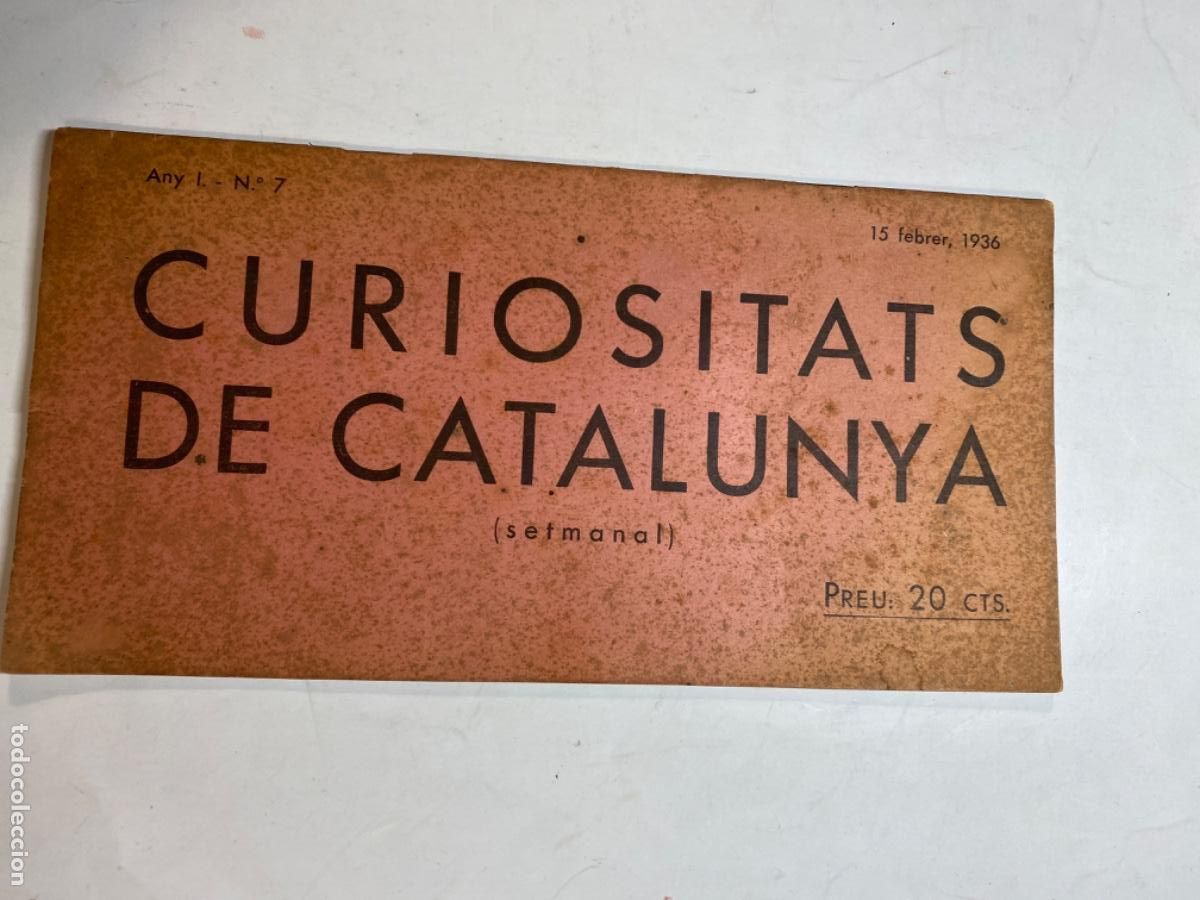 Any I. - N.º 7
15 febrer, 1936
CURIOSITATS
DE CATALUNYA
(setmanal)
PREU: 20 CTS.
todocoleccion